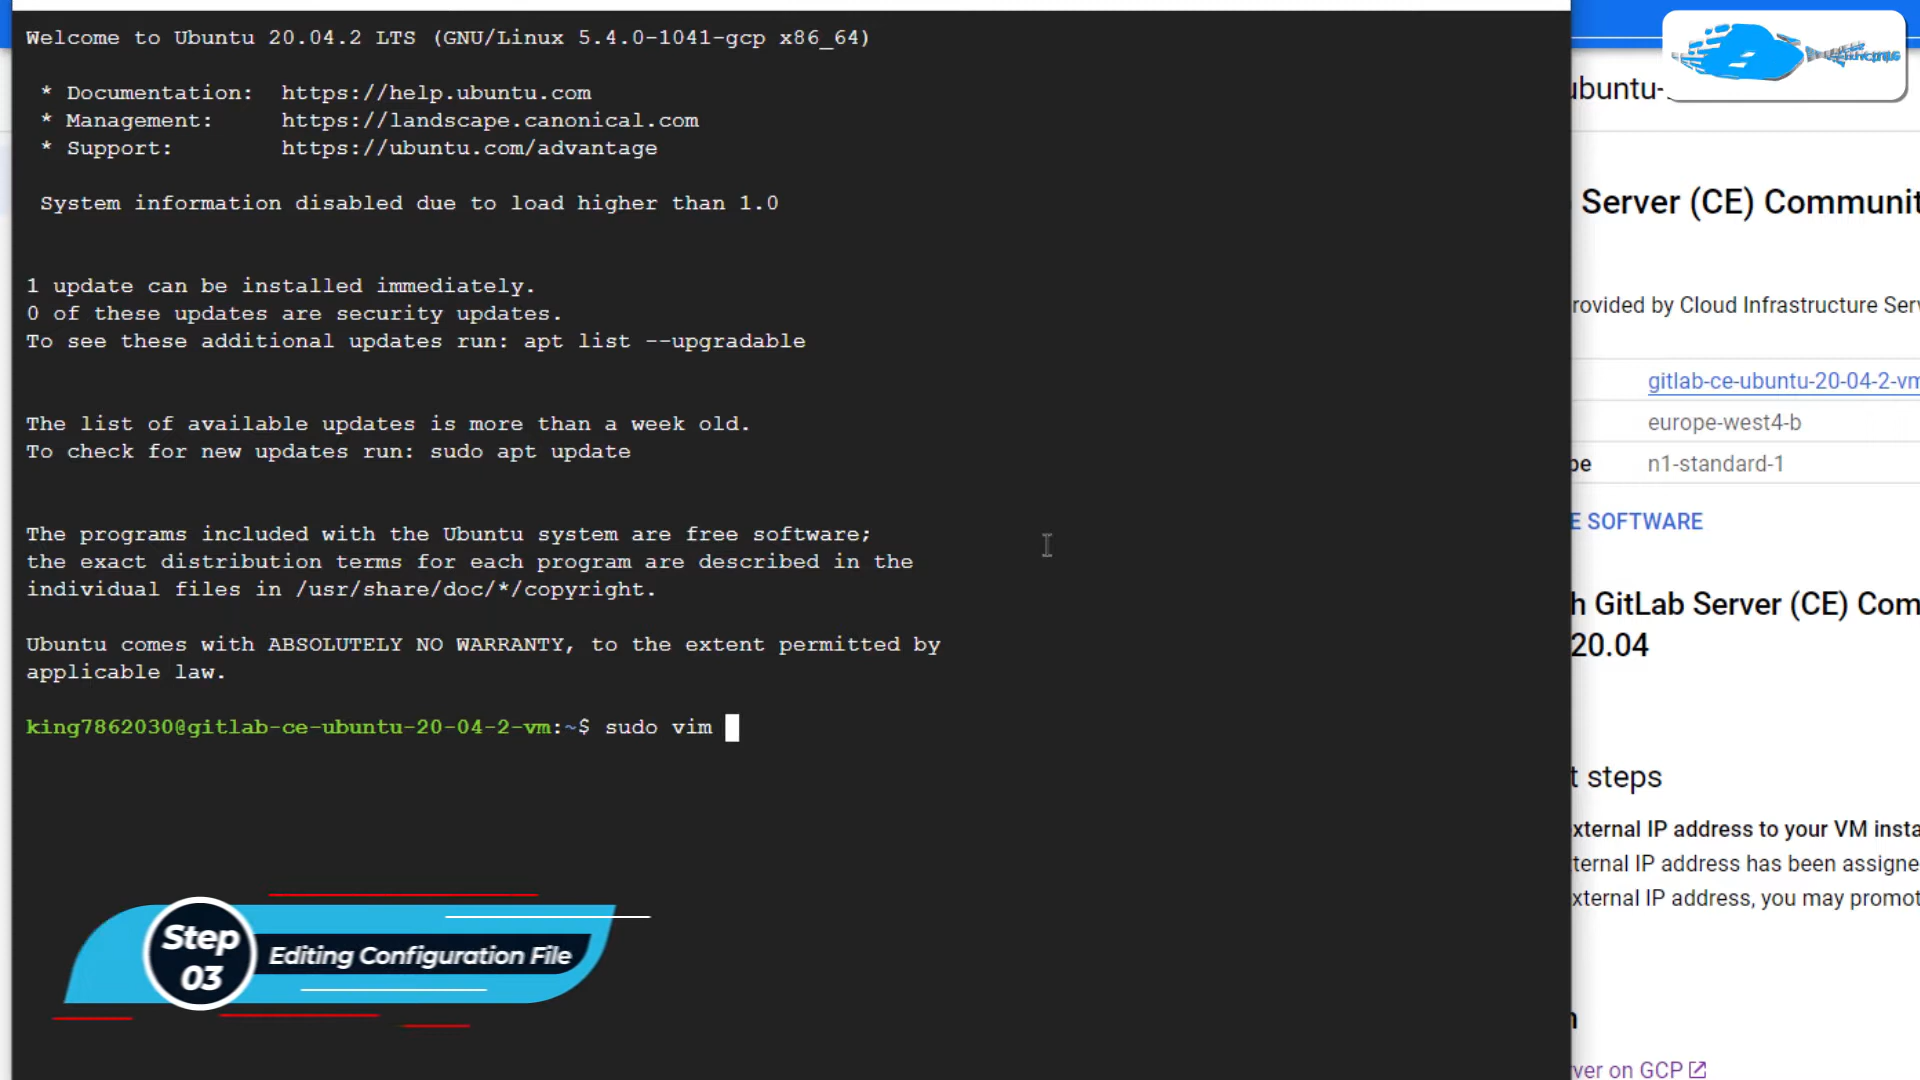 Welcome to Ubuntu 20.04.2 LTS (GNU/Linux 5.4.0-1041-gcp x86_64)
* Documentation: https://help.ubuntu.com
* Management: https://landscape.canonical.com
* Support: https://ubuntu.com/advantage
System information disabled due to load higher than 1.0
1 update can be installed immediately.
0 of these updates are security updates.
To see these additional updates run: apt list --upgradable
The list of available updates is more than a week old.
To check for new updates run: sudo apt update
The programs included with the Ubuntu system are free software;
the exact distribution terms for each program are described in the
individual files in /usr/share/doc/*/copyright.
Ubuntu comes with ABSOLUTELY NO WARRANTY, to the extent permitted by
applicable law.
king7862030@gitlab-ce-ubuntu-20-04-2-vm:~$ sudo vim
Step
03
Editing Configuration File
ubuntu-
Server (CE) Communit
rovided by Cloud Infrastructure Ser
gitlab-ce-ubuntu-20-04-2-vm
europe-west4-b
pe n1-standard-1
E SOFTWARE
h GitLab Server (CE) Com
20.04
t steps
xternal IP address to your VM insta
ternal IP address has been assigne
xternal IP address, you may promot
n
ver on GCP